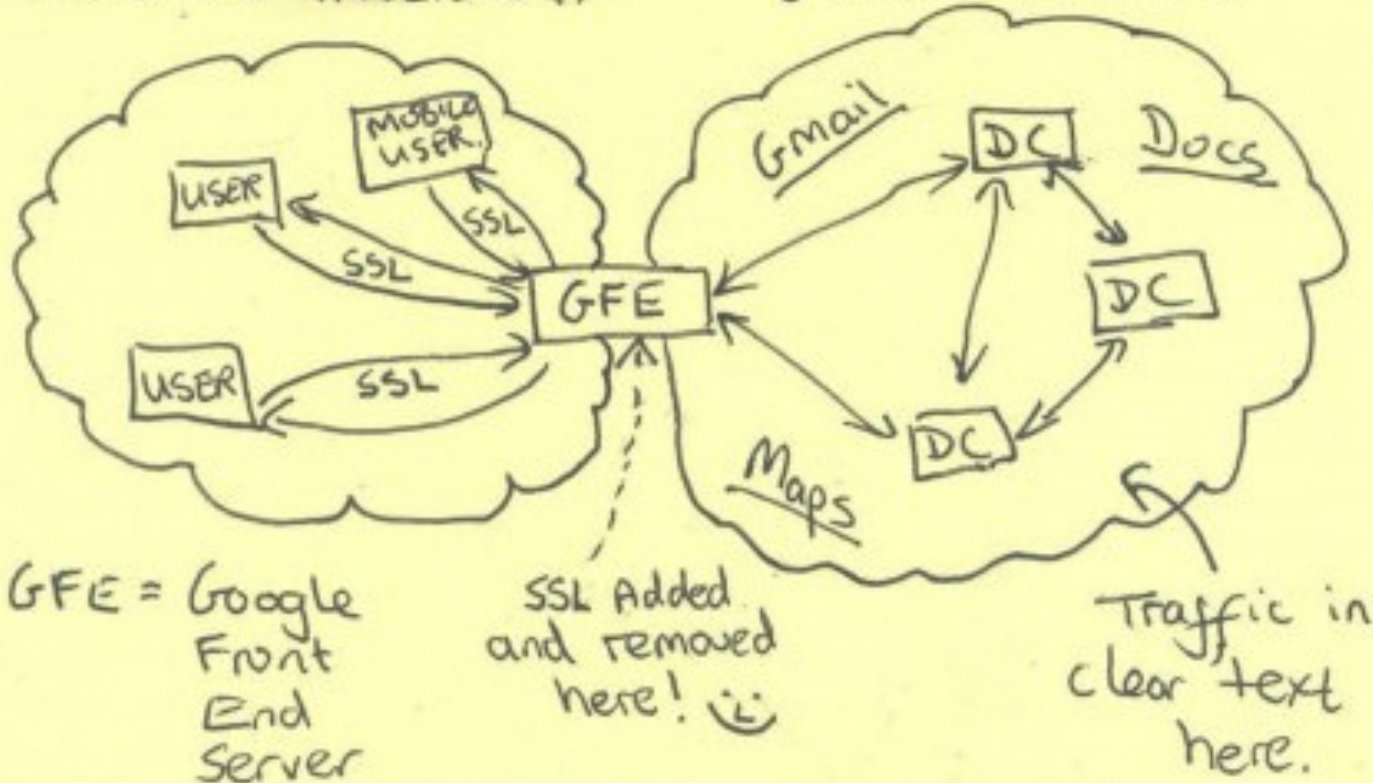 MOBILE
USER.
Gmail
DC
Docs
USER
SSL
SSL
GFE
DC
USER
SSL
DC
Maps
GFE = Google
Front
End
Server
SSL Added
and removed
here!
Traffic in
clear text
here.